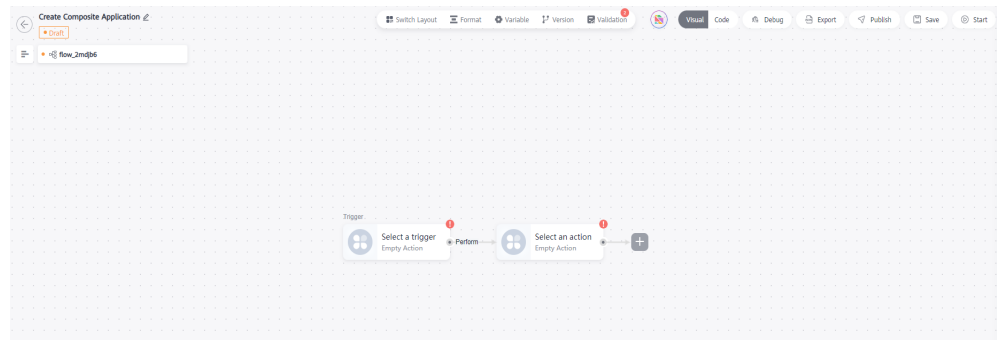 Create Composite Application
Draft
Switch Layout
Format
Variable
Version
Validation
Visual
Code
Debug
Export
Publish
Save
Start
flow_2mdjb6
Trigger
Select a trigger
Empty Action
Perform
Select an action
Empty Action